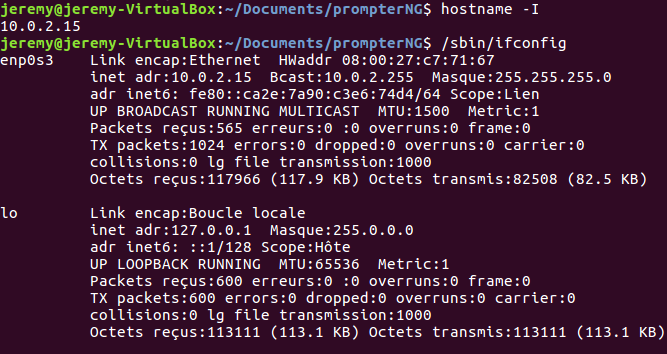 jeremy@jeremy-VirtualBox:~/Documents/prompterNG$ hostname -I
10.0.2.15
jeremy@jeremy-VirtualBox:~/Documents/prompterNG$ /sbin/ifconfig
enp0s3    Link encap:Ethernet  HWaddr 08:00:27:c7:71:67
          inet adr:10.0.2.15  Bcast:10.0.2.255  Masque:255.255.255.0
          adr inet6: fe80::ca2e:7a90:c3e6:74d4/64 Scope:Lien
          UP BROADCAST RUNNING MULTICAST  MTU:1500  Metric:1
          Packets reçus:565 erreurs:0 :0 overruns:0 frame:0
          TX packets:1024 errors:0 dropped:0 overruns:0 carrier:0
          collisions:0 lg file transmission:1000
          Octets reçus:117966 (117.9 KB) Octets transmis:82508 (82.5 KB)
lo        Link encap:Boucle locale
          inet adr:127.0.0.1  Masque:255.0.0.0
          adr inet6: ::1/128 Scope:Hôte
          UP LOOPBACK RUNNING  MTU:65536  Metric:1
          Packets reçus:600 erreurs:0 :0 overruns:0 frame:0
          TX packets:600 errors:0 dropped:0 overruns:0 carrier:0
          collisions:0 lg file transmission:1000
          Octets reçus:113111 (113.1 KB) Octets transmis:113111 (113.1 KB)